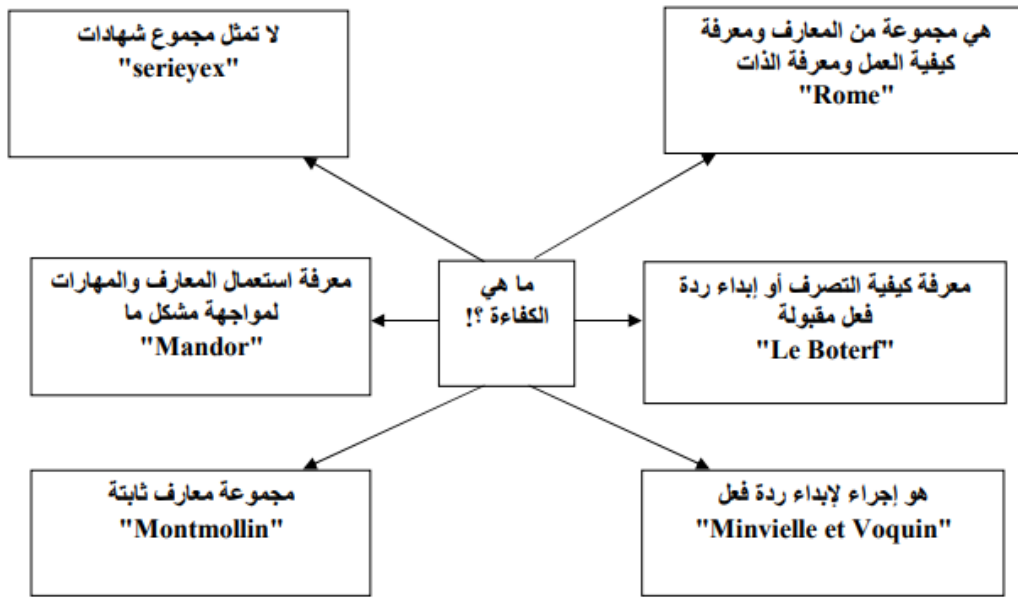 هي مجموعة من المعارف ومعرفة
كيفية العمل ومعرفة الذات
"Rome"
لا تمثل مجموع شهادات
"serieyex"
معرفة كيفية التصرف أو إبداء ردة
فعل مقبولة
"Le Boterf"
ما هي
الكفاءة ؟!
معرفة استعمال المعارف والمهارات
لمواجهة مشكل ما
"Mandor"
هو إجراء لإبداء ردة فعل
"Minvielle et Voquin"
مجموعة معارف ثابتة
"Montmollin"